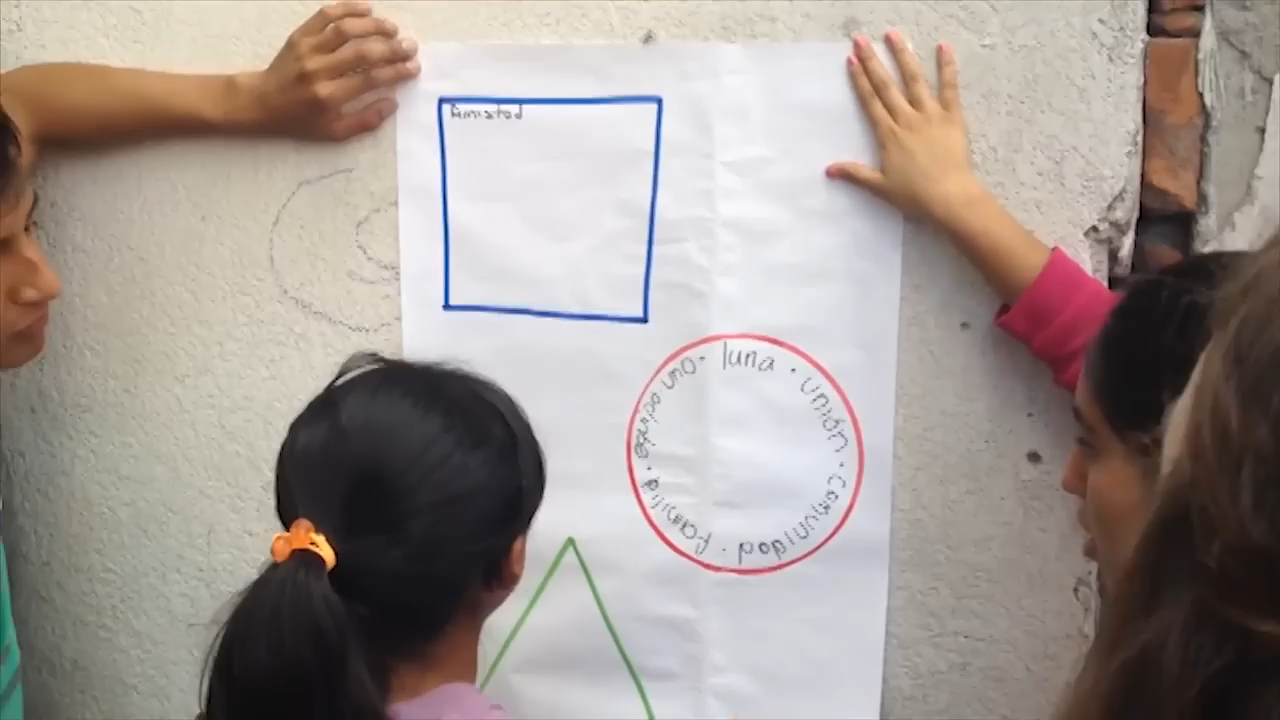 Amistad
luna · unión · comunidad · familia · equipo uno ·